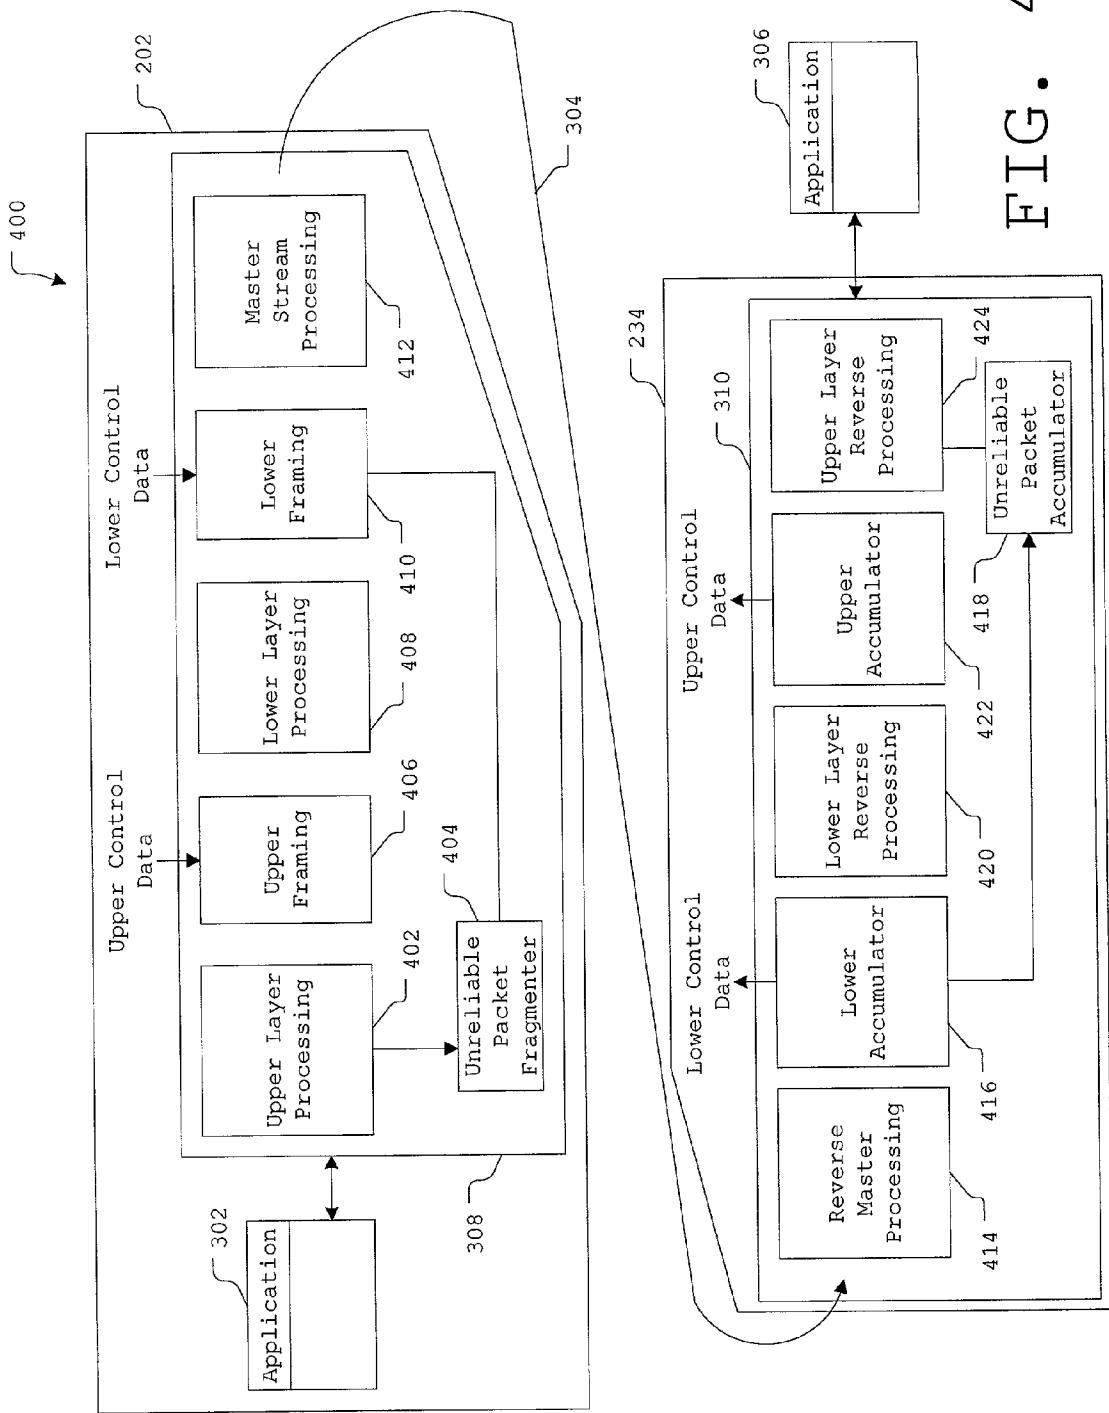 400
202
Upper Control
Data
Lower Control
Data
302
Application
Upper Layer
Processing
402
Upper
Framing
406
Lower Layer
Processing
408
Lower
Framing
410
Master
Stream
Processing
412
404
Unreliable
Packet
Fragmenter
308
304
234
310
Lower Control
Data
Upper Control
Data
Reverse
Master
Processing
414
Lower
Accumulator
416
Lower Layer
Reverse
Processing
420
Upper
Accumulator
422
Upper Layer
Reverse
Processing
424
418
Unreliable
Packet
Accumulator
306
Application
FIG. 4